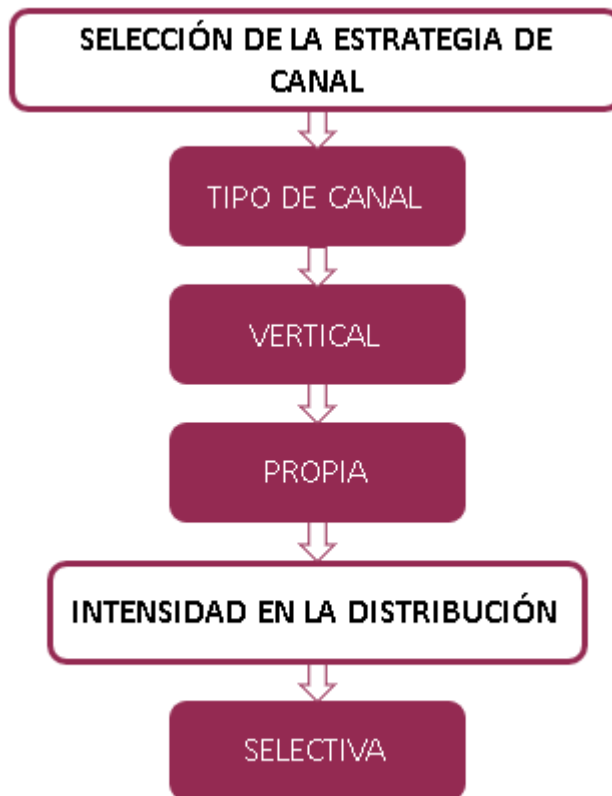 SELECCIÓN DE LA ESTRATEGIA DE
CANAL
TIPO DE CANAL
VERTICAL
PROPIA
INTENSIDAD EN LA DISTRIBUCIÓN
SELECTIVA